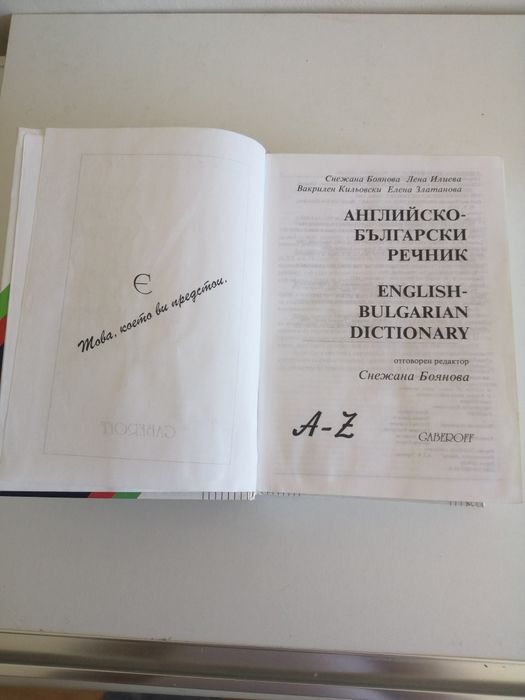 Є
Това, което ви предстои.
GABEROFF
Снежана Боянова Лена Илиева
Вакрилен Кильовски Елена Златанова
АНГЛИЙСКО-
БЪЛГАРСКИ
РЕЧНИК
ENGLISH-
BULGARIAN
DICTIONARY
отговорен редактор
Снежана Боянова
A-Z
GABEROFF